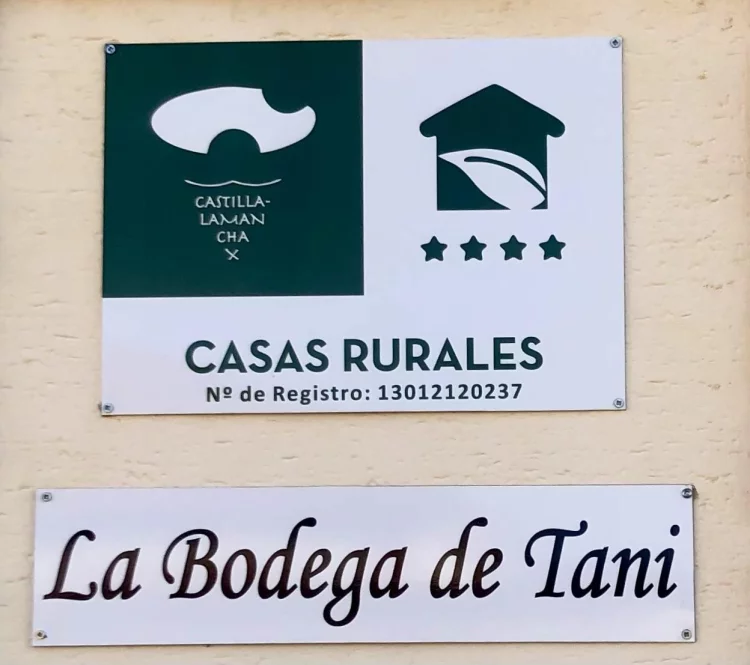 CASTILLA-
LAMAN
CHA
X
CASAS RURALES
Nº de Registro: 13012120237
La Bodega de Tani